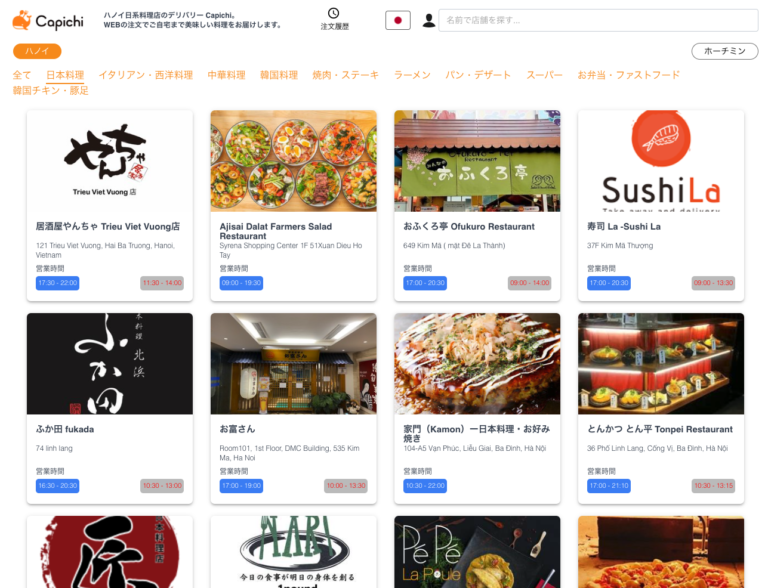 Capichi
ハノイ日系料理店のデリバリー Capichi。
WEBの注文でご自宅まで美味しい料理をお届けします。
注文履歴
名前で店舗を探す...
ハノイ
ホーチミン
全て 日本料理 イタリアン・西洋料理 中華料理 韓国料理 焼肉・ステーキ ラーメン パン・デザート スーパー お弁当・ファストフード
韓国チキン・豚足
やんちゃ
Trieu Viet Vuong 店
居酒屋やんちゃ Trieu Viet Vuong店
121 Trieu Viet Vuong, Hai Ba Truong, Hanoi,
Vietnam
営業時間
17:30 - 22:00
11:30 - 14:00
Ajisai Dalat Farmers Salad
Restaurant
Syrena Shopping Center 1F 51Xuan Dieu Ho
Tay
営業時間
09:00 - 19:30
おふくろ亭
おふくろ亭 Ofukuro Restaurant
649 Kim Mã ( mặt Đê La Thành)
営業時間
17:00 - 20:30
09:00 - 14:00
SushiLa
Take away and delivery
寿司 La -Sushi La
37F Kim Mã Thượng
営業時間
17:00 - 20:30
09:00 - 13:30
料理
北浜
ふか田
ふか田 fukada
74 linh lang
営業時間
16:30 - 20:30
10:30 - 13:00
お富さん
Room101, 1st Floor, DMC Building, 535 Kim
Ma, Ha Noi
営業時間
17:00 - 19:00
10:00 - 13:30
家門（Kamon）ー日本料理・お好み
焼き
104-A5 Vạn Phúc, Liễu Giai, Ba Đình, Hà Nội
営業時間
10:30 - 22:00
とんかつ とん平 Tonpei Restaurant
36 Phố Linh Lang, Cống Vị, Ba Đình, Hà Nội
営業時間
17:00 - 21:10
10:30 - 13:15
匠
本料理店
NARI
今日の食事が明日の身体を創る
1pound
PéPé
La Poule